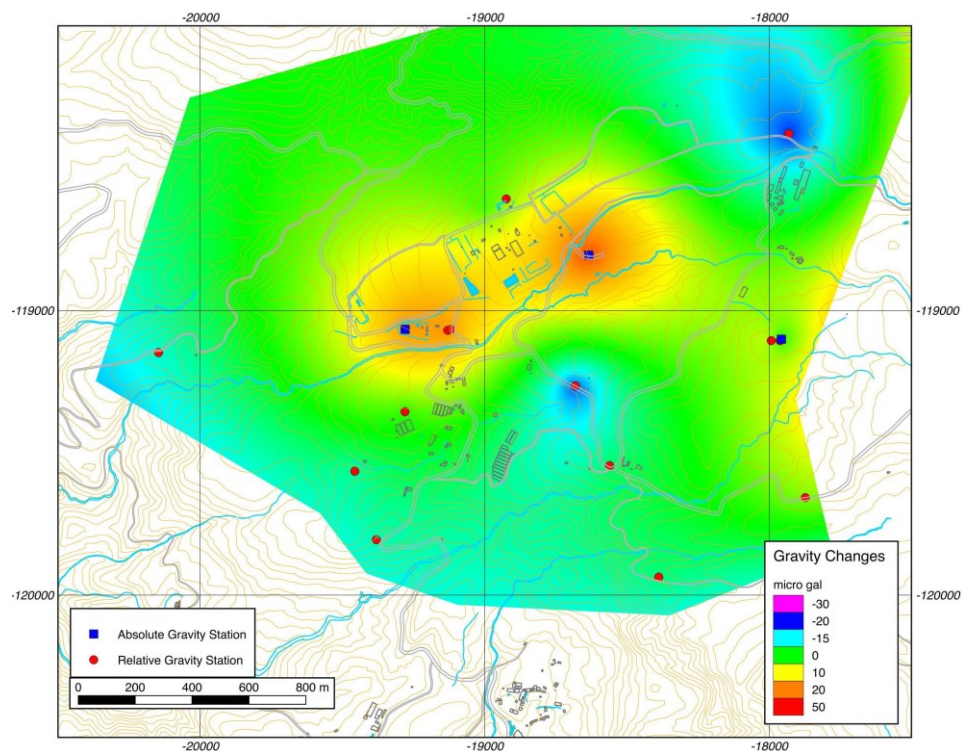 -20000 -19000 -18000
-119000 -119000
-120000 -120000
Absolute Gravity Station
Relative Gravity Station
0 200 400 600 800 m
Gravity Changes
micro gal
-30
-20
-15
0
10
20
50
-20000 -19000 -18000